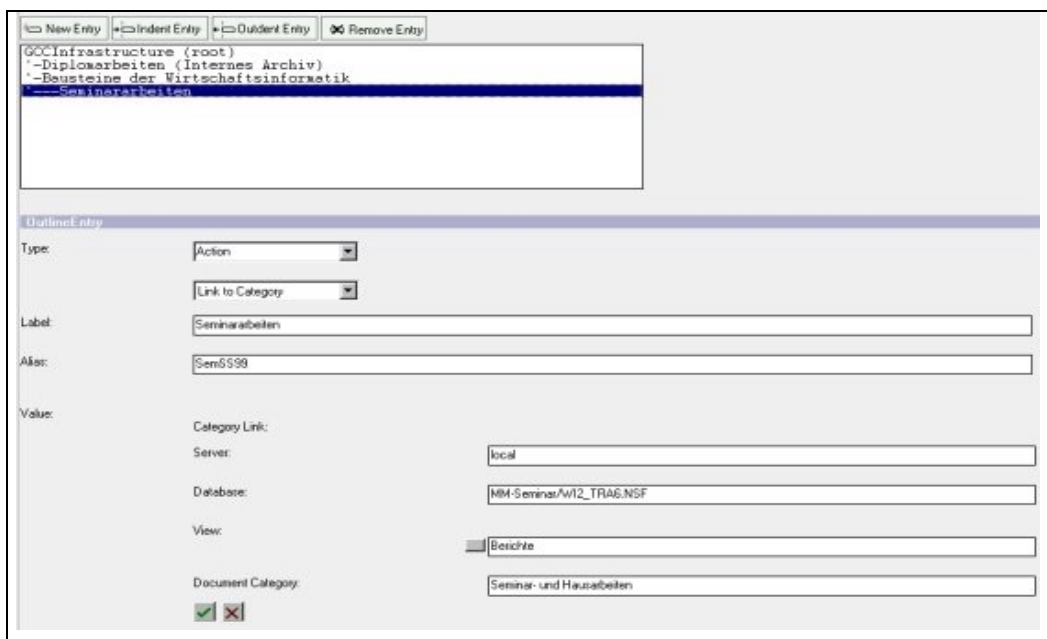 New Entry Indent Entry Outdent Entry Remove Entry
GCCInfrastructure (root)
'-Diplomarbeiten (Internes Archiv)
'-Bausteine der Wirtschaftsinformatik
'---Seminararbeiten
OutlineEntry
Type: Action
Link to Category
Label: Seminararbeiten
Alias: SemSS99
Value:
Category Link:
Server: local
Database: MM-Seminar/WI2_TRA6.NSF
View: Berichte
Document Category: Seminar- und Hausarbeiten